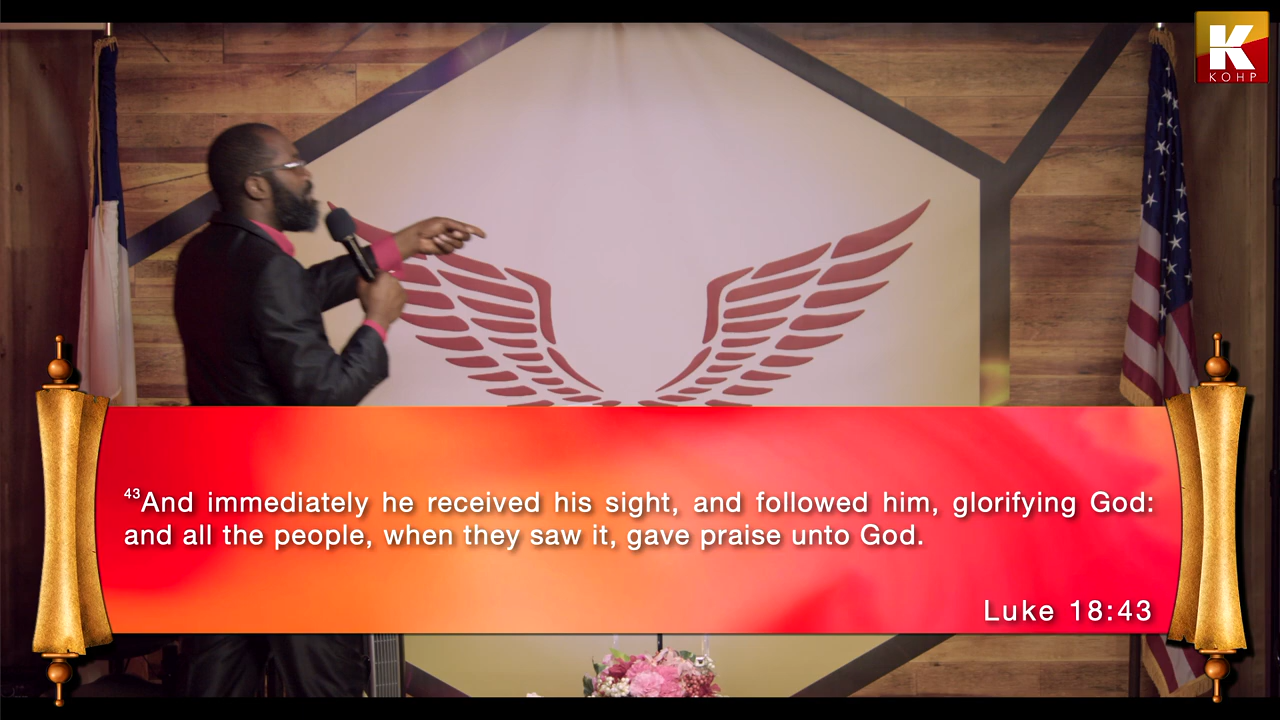 K
KOHP
43And immediately he received his sight, and followed him, glorifying God:
and all the people, when they saw it, gave praise unto God.
Luke 18:43